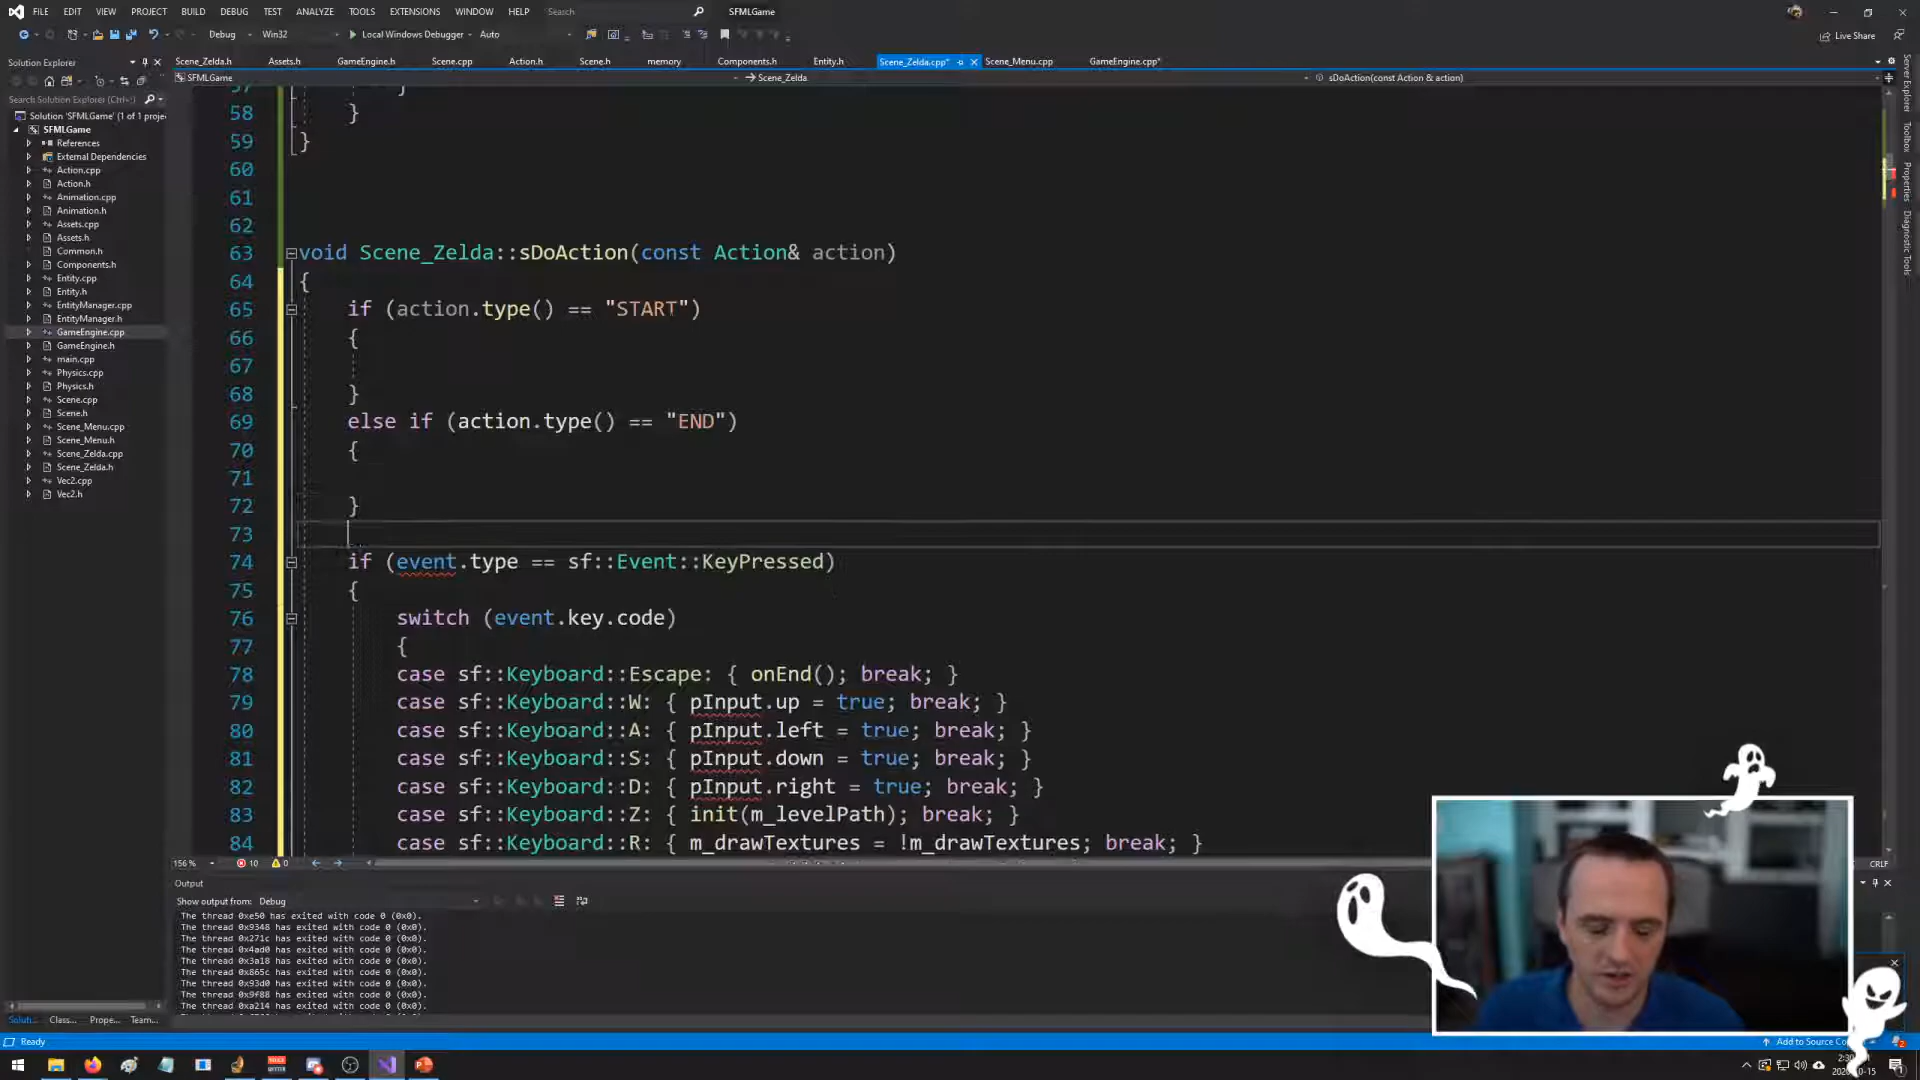 FILE EDIT VIEW PROJECT BUILD DEBUG TEST ANALYZE TOOLS EXTENSIONS WINDOW HELP Search SFMLGame
Debug Win32 Local Windows Debugger Auto Live Share
Solution Explorer
Scene_Zelda.h Assets.h GameEngine.h Scene.cpp Action.h Scene.h memory Components.h Entity.h Scene_Zelda.cpp* Scene_Menu.cpp GameEngine.cpp*
SFMLGame Scene_Zelda sDoAction(const Action & action)
Search Solution Explorer (Ctrl+;)
Solution 'SFMLGame' (1 of 1 proje
SFMLGame
References
External Dependencies
Action.cpp
Action.h
Animation.cpp
Animation.h
Assets.cpp
Assets.h
Common.h
Components.h
Entity.cpp
Entity.h
EntityManager.cpp
EntityManager.h
GameEngine.cpp
GameEngine.h
main.cpp
Physics.cpp
Physics.h
Scene.cpp
Scene.h
Scene_Menu.cpp
Scene_Menu.h
Scene_Zelda.cpp
Scene_Zelda.h
Vec2.cpp
Vec2.h
57 }
58 }
59 }
60
61
62
63 void Scene_Zelda::sDoAction(const Action& action)
64 {
65 if (action.type() == "START")
66 {
67
68 }
69 else if (action.type() == "END")
70 {
71
72 }
73
74 if (event.type == sf::Event::KeyPressed)
75 {
76 switch (event.key.code)
77 {
78 case sf::Keyboard::Escape: { onEnd(); break; }
79 case sf::Keyboard::W: { pInput.up = true; break; }
80 case sf::Keyboard::A: { pInput.left = true; break; }
81 case sf::Keyboard::S: { pInput.down = true; break; }
82 case sf::Keyboard::D: { pInput.right = true; break; }
83 case sf::Keyboard::Z: { init(m_levelPath); break; }
84 case sf::Keyboard::R: { m_drawTextures = !m_drawTextures; break; }
Server Explorer
Toolbox
Properties
Diagnostic Tools
156 % 10 0 CRLF
Output
Show output from: Debug
The thread 0xe50 has exited with code 0 (0x0).
The thread 0x9348 has exited with code 0 (0x0).
The thread 0x271c has exited with code 0 (0x0).
The thread 0x4ad0 has exited with code 0 (0x0).
The thread 0x3a18 has exited with code 0 (0x0).
The thread 0x865c has exited with code 0 (0x0).
The thread 0x93d0 has exited with code 0 (0x0).
The thread 0x9f88 has exited with code 0 (0x0).
The thread 0xa214 has exited with code 0 (0x0).
Soluti... Class... Prope... Team...
Ready Add to Source Co